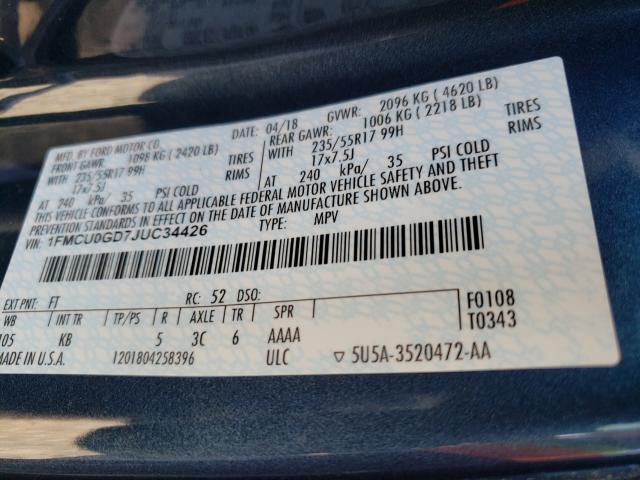 MFD. BY FORD MOTOR CO. DATE: 04/18 GVWR: 2096 KG ( 4620 LB)
FRONT GAWR: 1098 KG ( 2420 LB) REAR GAWR: 1006 KG ( 2218 LB)
WITH 235/55R17 99H TIRES WITH 235/55R17 99H TIRES
17x7.5J RIMS 17x7.5J RIMS
AT 240 kPa/ 35 PSI COLD AT 240 kPa/ 35 PSI COLD
THIS VEHICLE CONFORMS TO ALL APPLICABLE FEDERAL MOTOR VEHICLE SAFETY AND THEFT
PREVENTION STANDARDS IN EFFECT ON THE DATE OF MANUFACTURE SHOWN ABOVE.
VIN: 1FMCU0GD7JUC34426 TYPE: MPV
EXT PNT: FT RC: 52 DSO:
WB INT TR TP/PS R AXLE TR SPR F0108
105 KB 5 3C 6 AAAA T0343
MADE IN U.S.A. 1201804258396 ULC ▽ 5U5A-3520472-AA